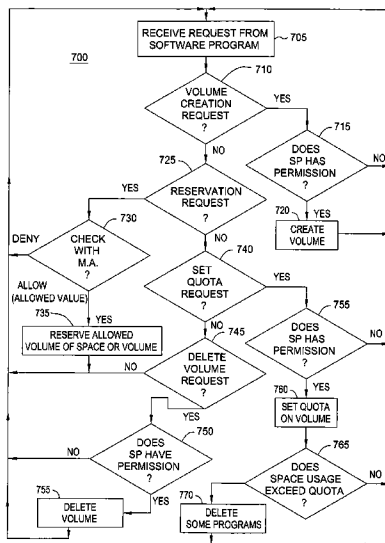 700
RECEIVE REQUEST FROM
SOFTWARE PROGRAM
705
710
VOLUME
CREATION
REQUEST
?
YES
NO
715
DOES
SP HAS
PERMISSION
?
NO
YES
720
CREATE
VOLUME
725
RESERVATION
REQUEST
?
YES
NO
730
CHECK
WITH
M.A.
?
DENY
ALLOW
(ALLOWED VALUE)
YES
735
RESERVE ALLOWED
VOLUME OF SPACE OR VOLUME
740
SET
QUOTA
REQUEST
?
YES
NO
755
DOES
SP HAS
PERMISSION
?
NO
YES
760
SET QUOTA
ON VOLUME
745
DELETE
VOLUME
REQUEST
?
NO
YES
750
DOES
SP HAVE
PERMISSION
?
NO
YES
755
DELETE
VOLUME
765
DOES
SPACE USAGE
EXCEED QUOTA
?
NO
YES
770
DELETE
SOME PROGRAMS